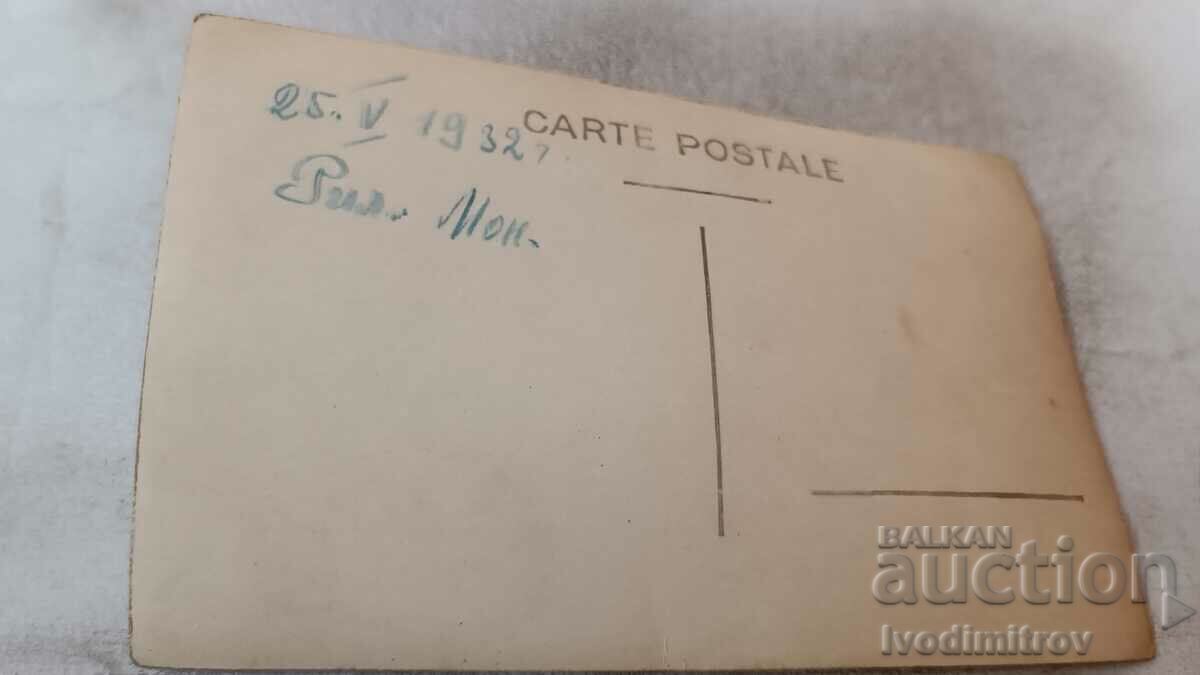 25. V 1932 г.
Рил. Мон.
CARTE POSTALE
BALKAN
auction
Ivodimitrov